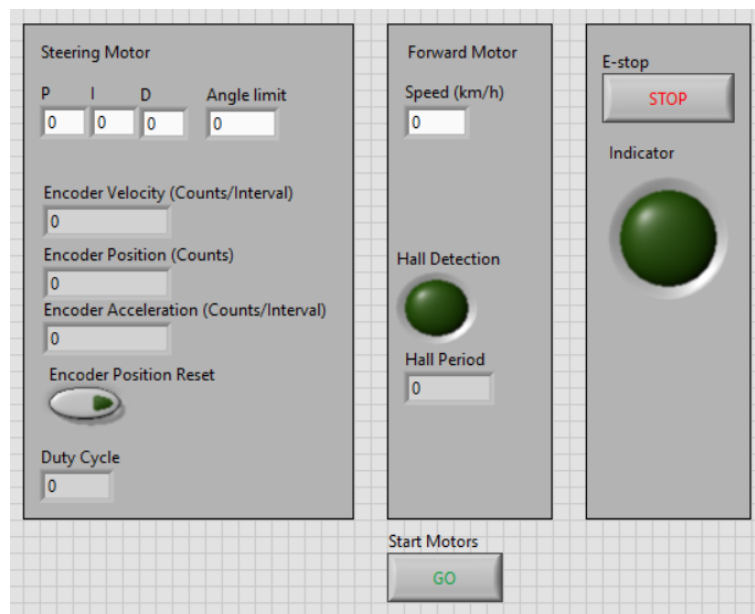 Steering Motor
P I D Angle limit
0 0 0 0
Encoder Velocity (Counts/Interval)
0
Encoder Position (Counts)
0
Encoder Acceleration (Counts/Interval)
0
Encoder Position Reset
Duty Cycle
0
Forward Motor
Speed (km/h)
0
Hall Detection
Hall Period
0
E-stop
STOP
Indicator
Start Motors
GO